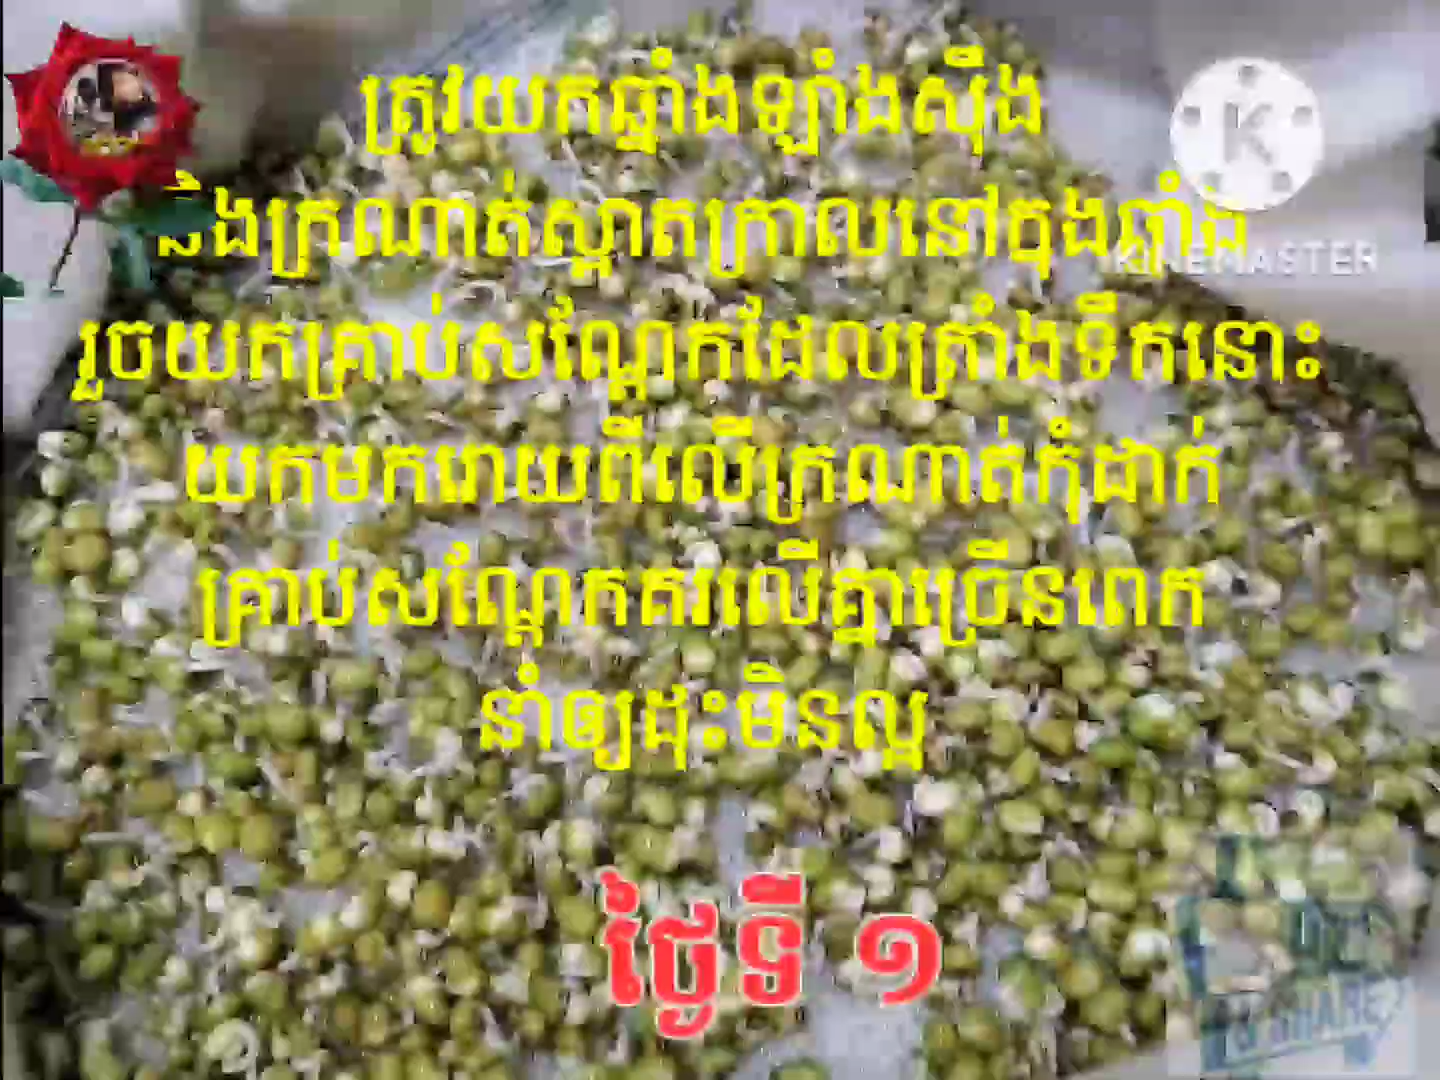 ត្រូវយកឆ្នាំងឡាំងស៊ឹង
និងក្រណាត់ស្អាតក្រាលនៅក្នុងឆ្នាំង
រួចយកគ្រាប់សណ្ដែកដែលត្រាំទឹកនោះ
យកមករោយពីលើក្រណាត់កុំដាក់
គ្រាប់សណ្ដែកគរលើគ្នាច្រើនពេក
នាំឲ្យដុះមិនល្អ
ថ្ងៃទី ១
K
KINEMASTER
& SHARE